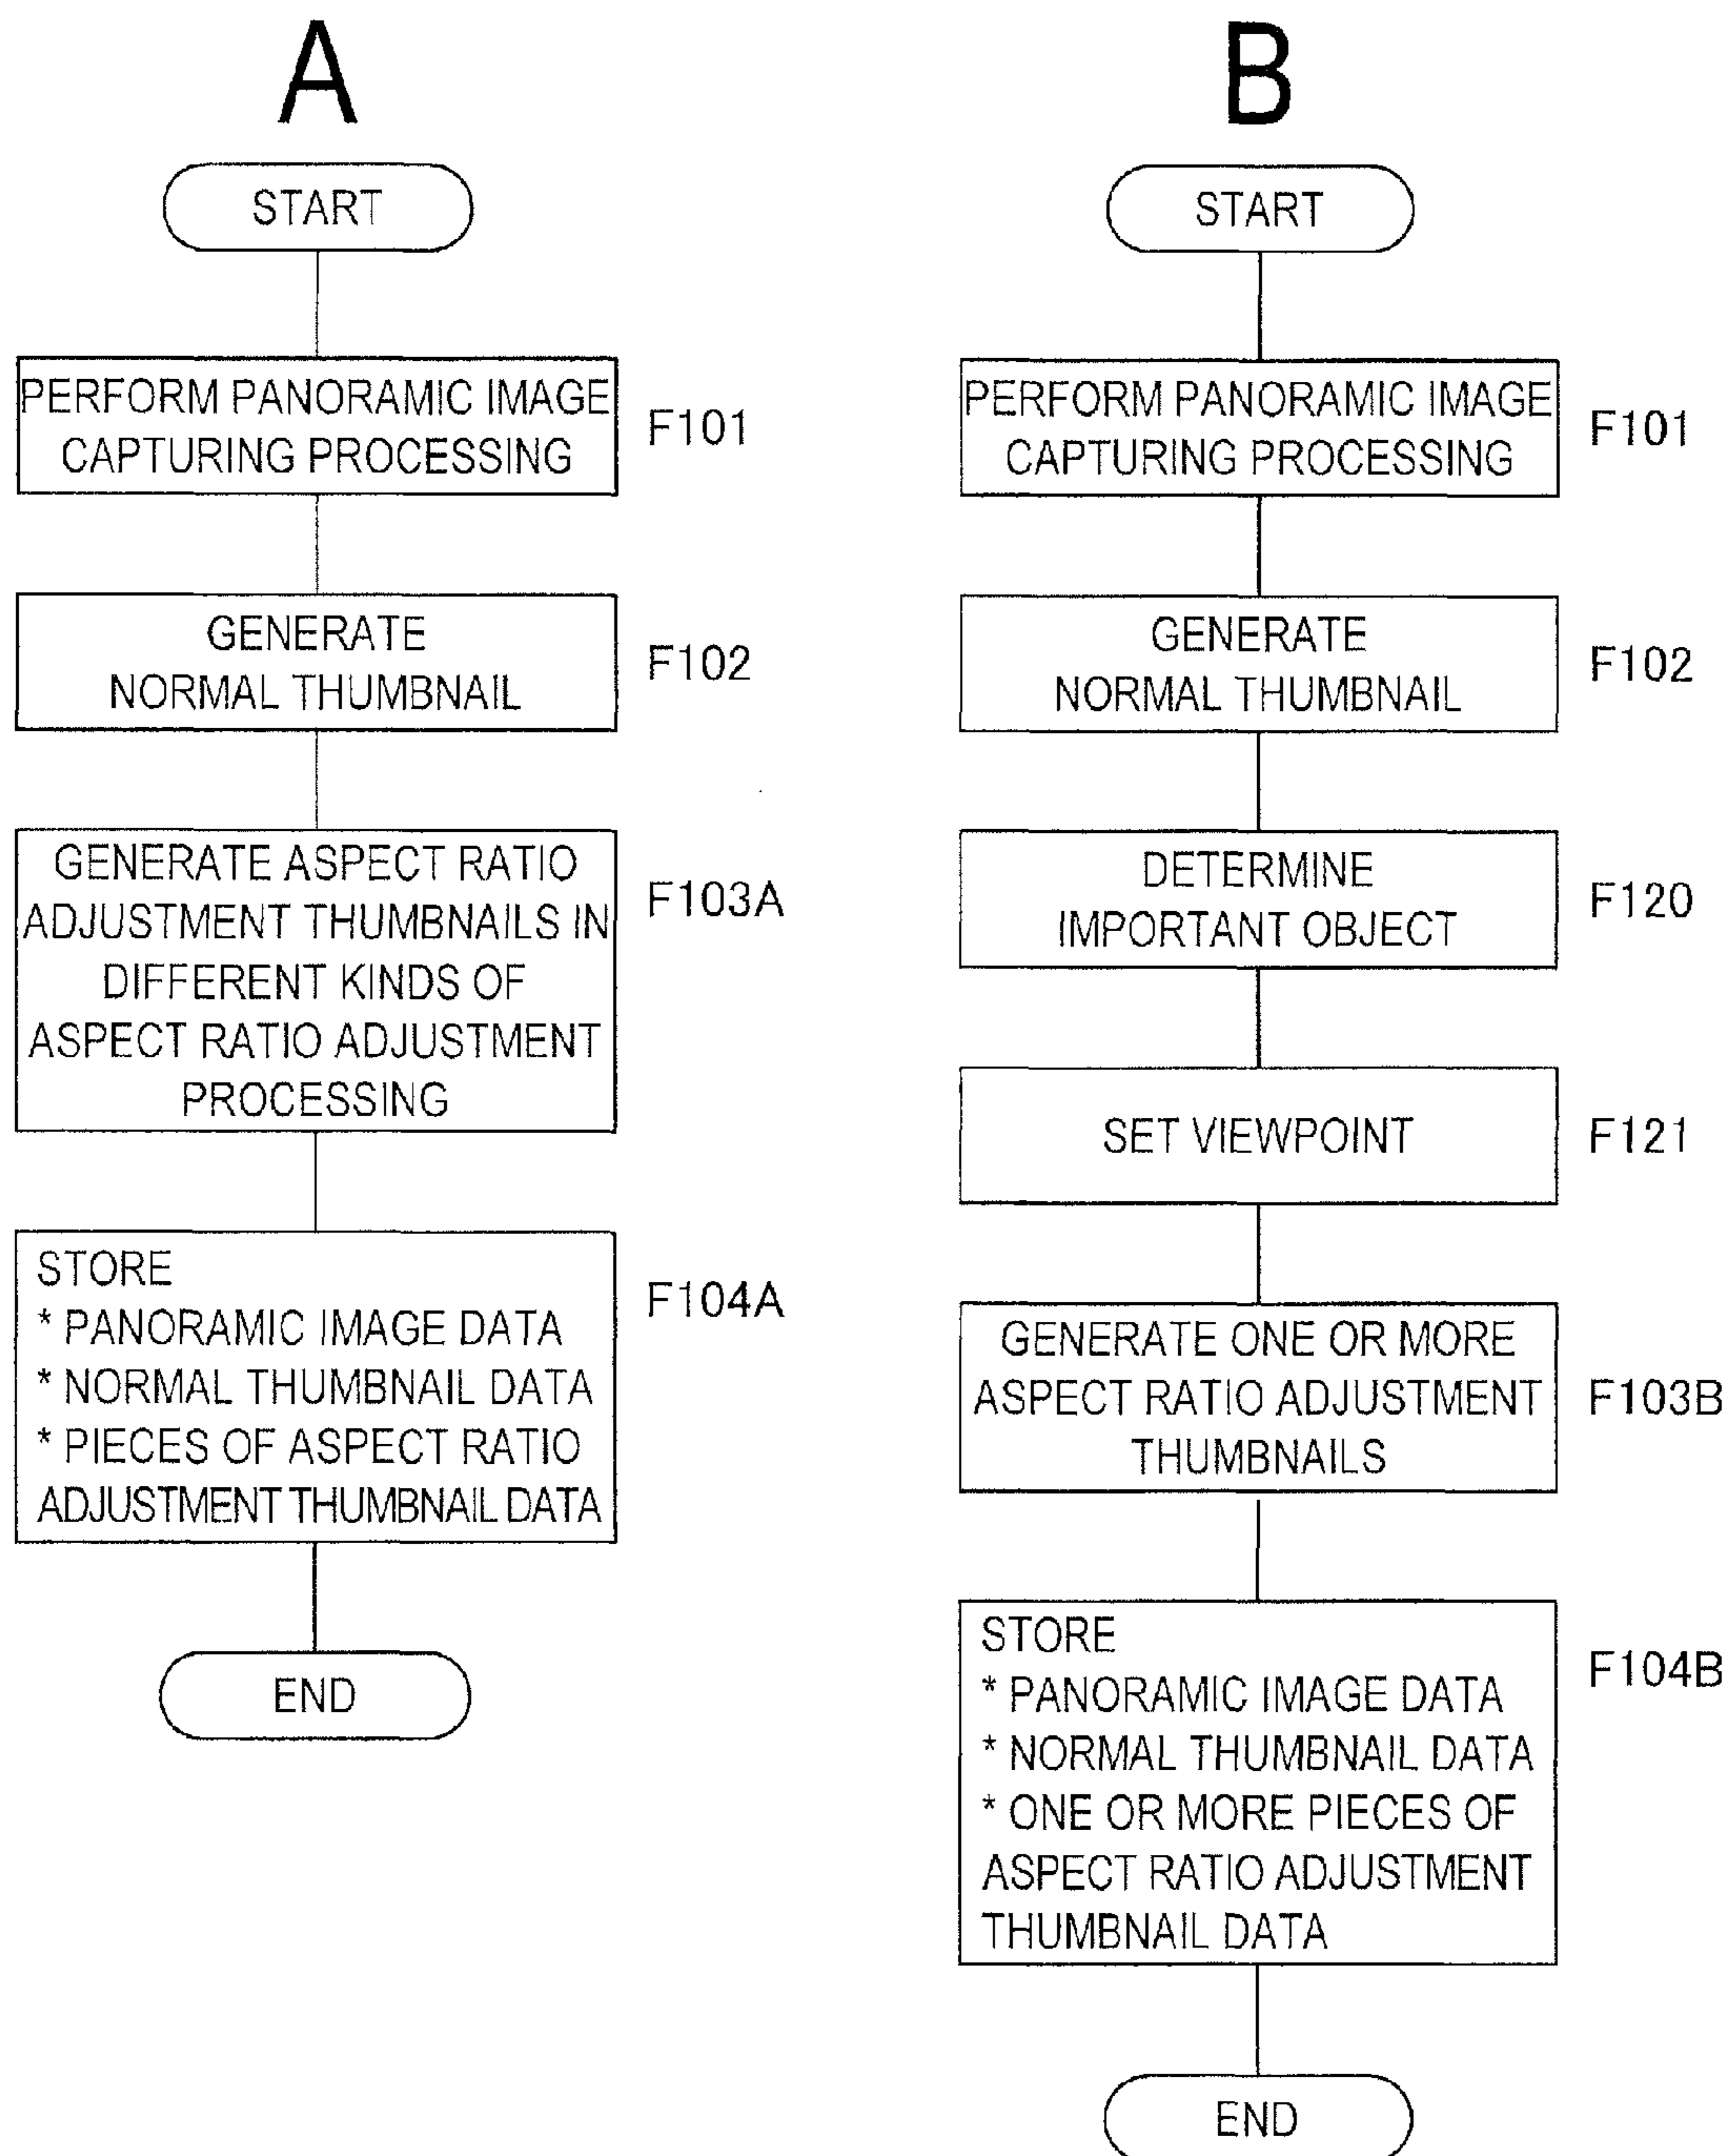 A
START
PERFORM PANORAMIC IMAGE
CAPTURING PROCESSING
F101
GENERATE
NORMAL THUMBNAIL
F102
GENERATE ASPECT RATIO
ADJUSTMENT THUMBNAILS IN
DIFFERENT KINDS OF
ASPECT RATIO ADJUSTMENT
PROCESSING
F103A
STORE
* PANORAMIC IMAGE DATA
* NORMAL THUMBNAIL DATA
* PIECES OF ASPECT RATIO
ADJUSTMENT THUMBNAIL DATA
F104A
END
B
START
PERFORM PANORAMIC IMAGE
CAPTURING PROCESSING
F101
GENERATE
NORMAL THUMBNAIL
F102
DETERMINE
IMPORTANT OBJECT
F120
SET VIEWPOINT
F121
GENERATE ONE OR MORE
ASPECT RATIO ADJUSTMENT
THUMBNAILS
F103B
STORE
* PANORAMIC IMAGE DATA
* NORMAL THUMBNAIL DATA
* ONE OR MORE PIECES OF
ASPECT RATIO ADJUSTMENT
THUMBNAIL DATA
F104B
END